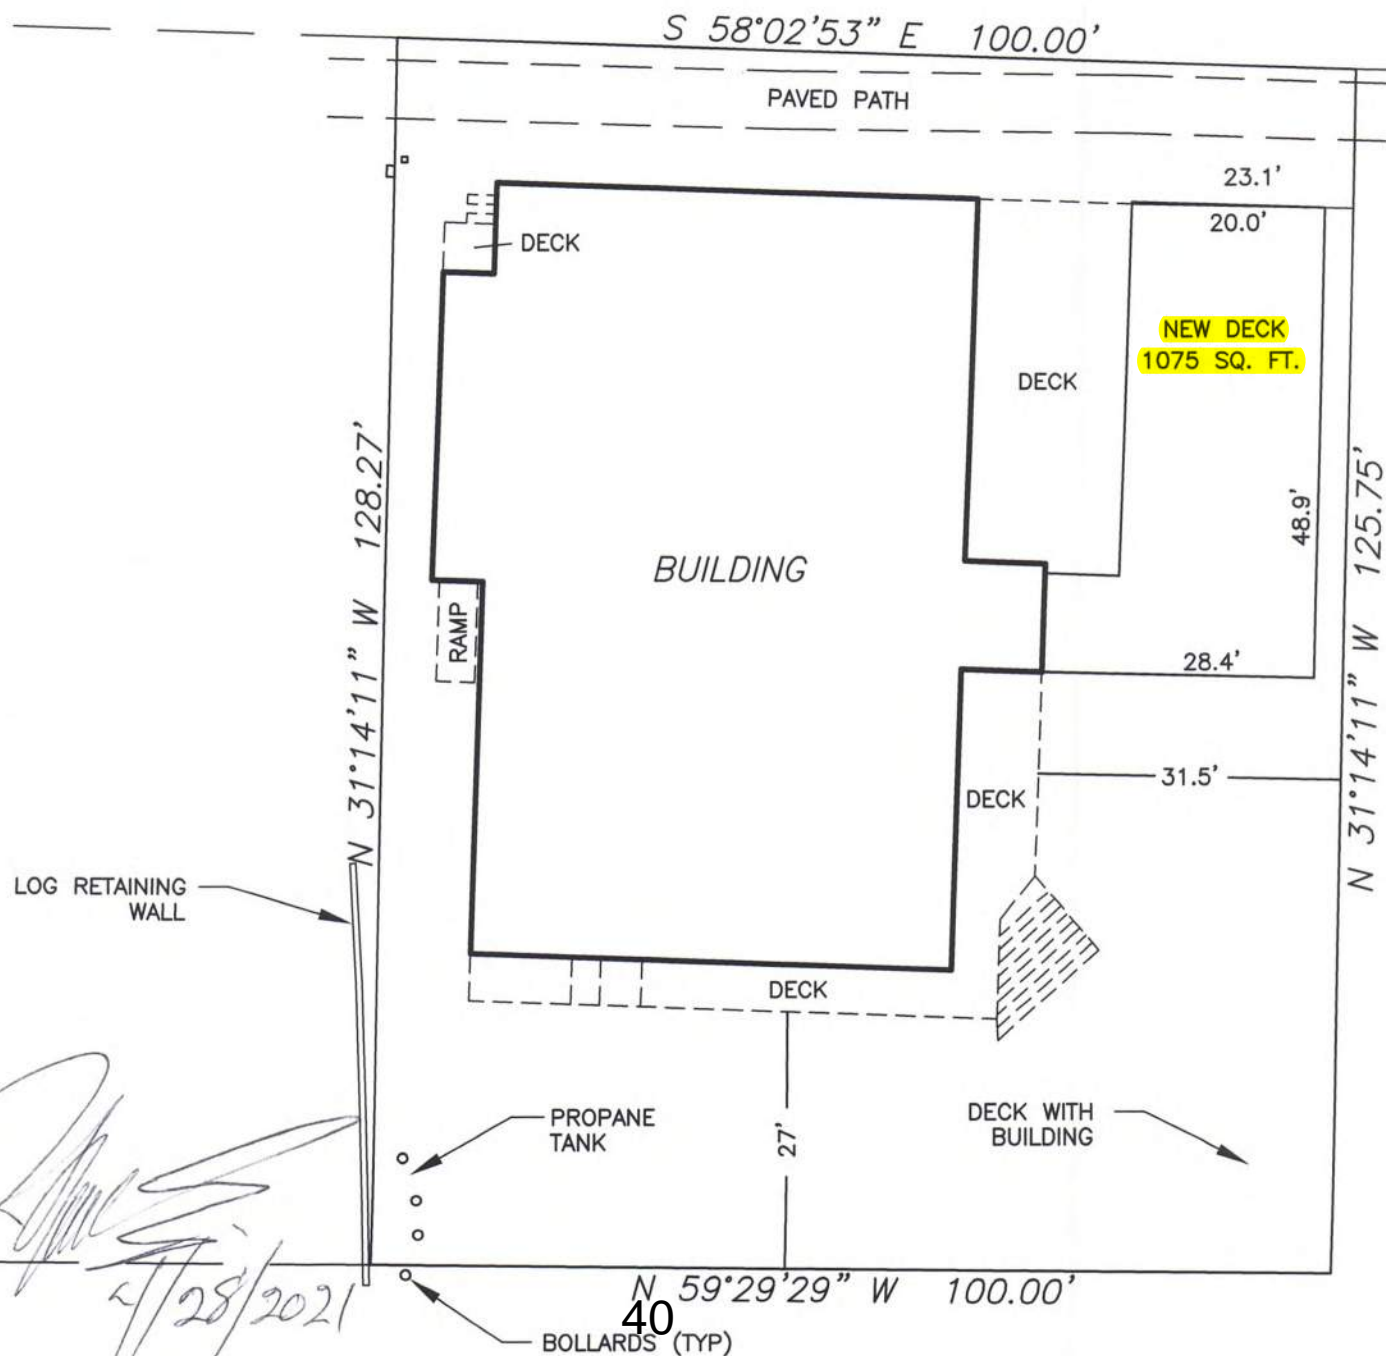 S 58°02'53" E 100.00'
PAVED PATH
23.1'
20.0'
DECK
NEW DECK
1075 SQ. FT.
DECK
N 31°14'11" W 128.27'
48.9'
N 31°14'11" W 125.75'
BUILDING
RAMP
28.4'
31.5'
DECK
LOG RETAINING
WALL
DECK
PROPANE
TANK
27'
DECK WITH
BUILDING
4/28/2021
N 59°29'29" W 100.00'
40
BOLLARDS (TYP)